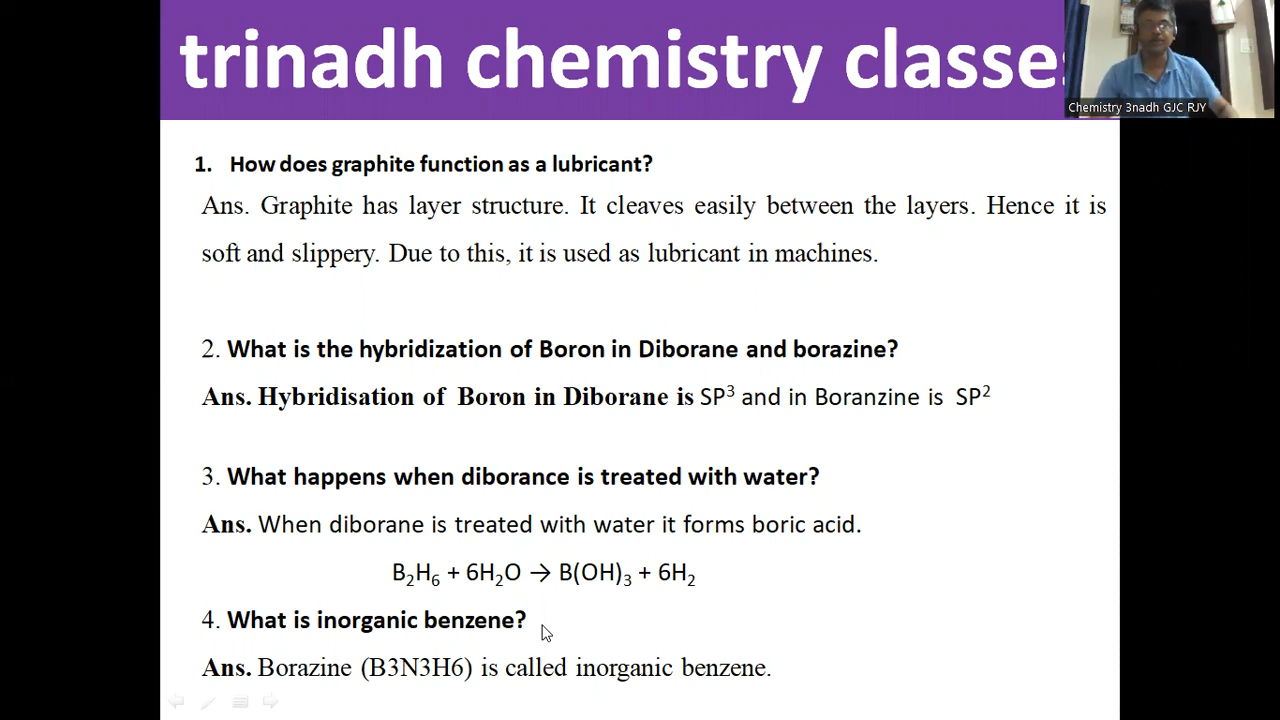 trinadh chemistry classes
Chemistry 3nadh GJC RJY
1. How does graphite function as a lubricant?
Ans. Graphite has layer structure. It cleaves easily between the layers. Hence it is
soft and slippery. Due to this, it is used as lubricant in machines.
2. What is the hybridization of Boron in Diborane and borazine?
Ans. Hybridisation of Boron in Diborane is SP³ and in Boranzine is SP²
3. What happens when diborance is treated with water?
Ans. When diborane is treated with water it forms boric acid.
B₂H₆ + 6H₂O → B(OH)₃ + 6H₂
4. What is inorganic benzene?
Ans. Borazine (B3N3H6) is called inorganic benzene.